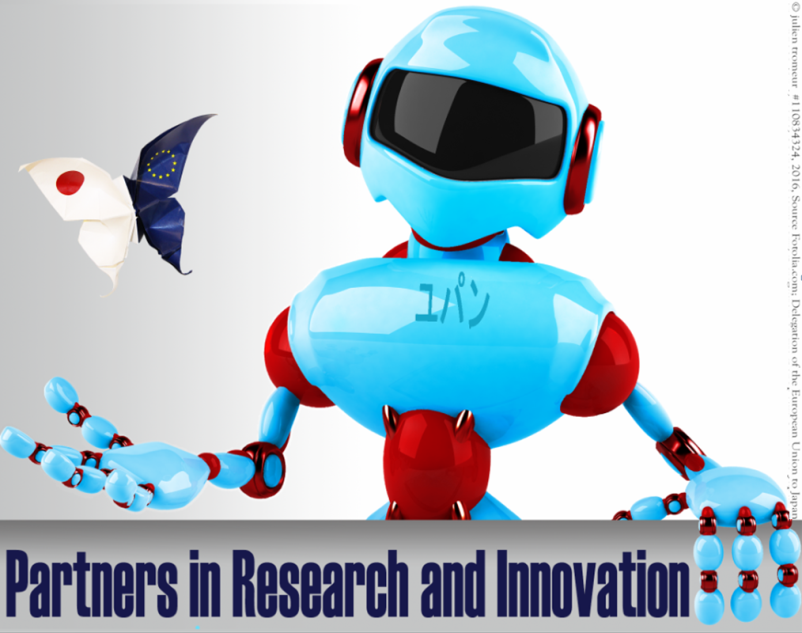 ユパン
Partners in Research and Innovation
© julien tromeur #110834324, 2016, Source Fotolia.com; Delegation of the European Union to Japan